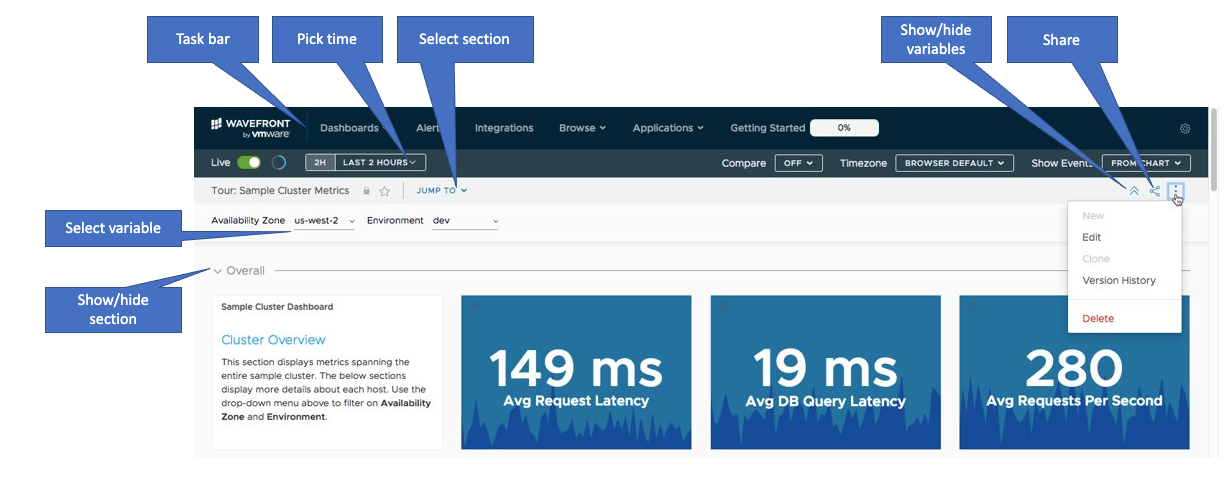 Task bar
Pick time
Select section
Show/hide
variables
Share
WAVEFRONT
by vmware
Dashboards
Alert
Integrations
Browse
Applications
Getting Started
0%
Live
2H
LAST 2 HOURS
Compare
OFF
Timezone
BROWSER DEFAULT
Show Events
FROM CHART
Tour: Sample Cluster Metrics
JUMP TO
Select variable
Availability Zone us-west-2
Environment dev
New
Edit
Clone
Version History
Delete
Show/hide
section
Overall
Sample Cluster Dashboard
Cluster Overview
This section displays metrics spanning the
entire sample cluster. The below sections
display more details about each host. Use the
drop-down menu above to filter on Availability
Zone and Environment.
149 ms
Avg Request Latency
19 ms
Avg DB Query Latency
280
Avg Requests Per Second